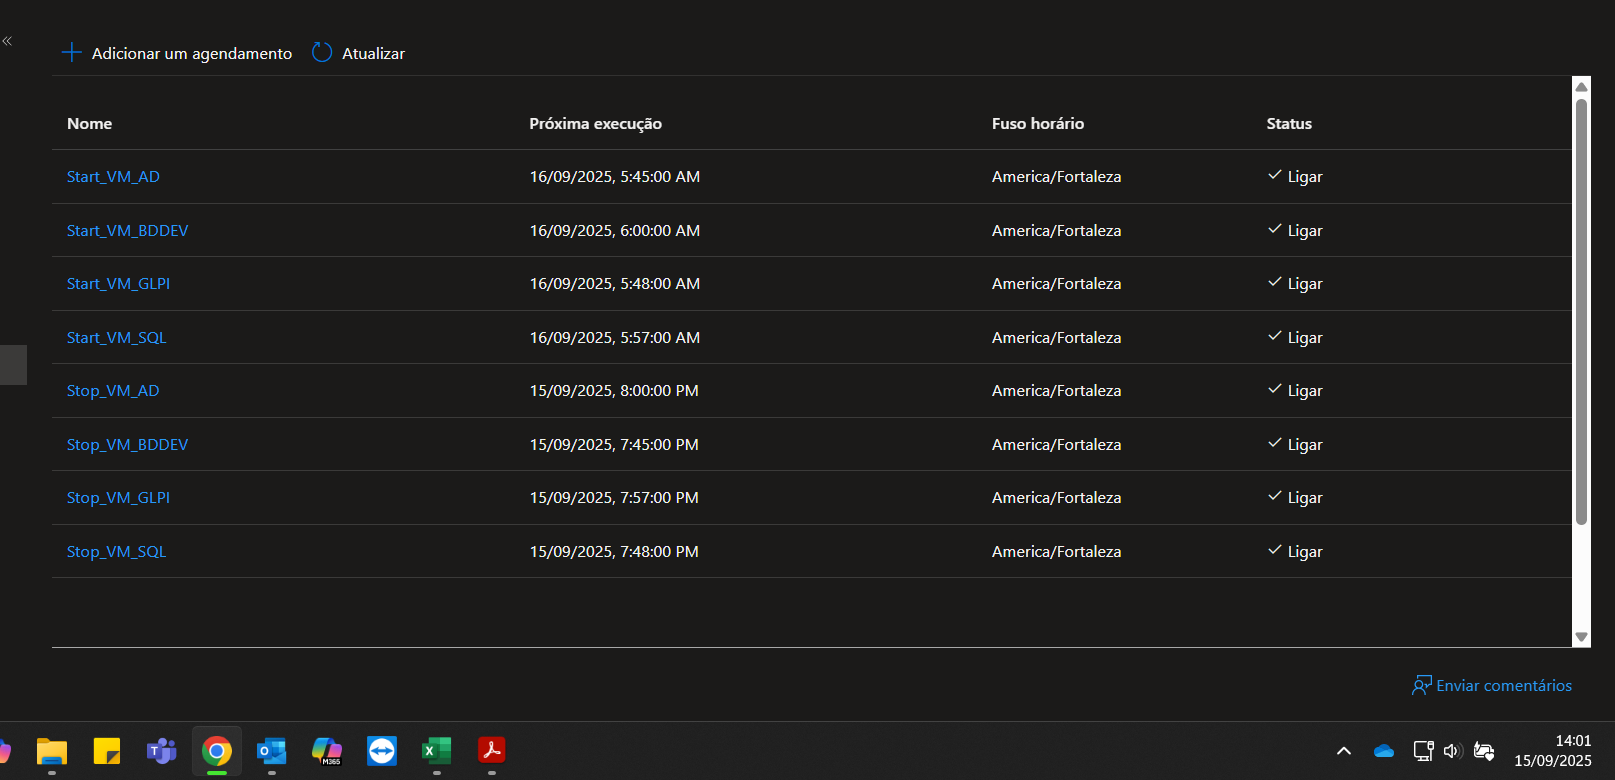 «
Adicionar um agendamento Atualizar
Nome Próxima execução Fuso horário Status
Start_VM_AD 16/09/2025, 5:45:00 AM America/Fortaleza Ligar
Start_VM_BDDEV 16/09/2025, 6:00:00 AM America/Fortaleza Ligar
Start_VM_GLPI 16/09/2025, 5:48:00 AM America/Fortaleza Ligar
Start_VM_SQL 16/09/2025, 5:57:00 AM America/Fortaleza Ligar
Stop_VM_AD 15/09/2025, 8:00:00 PM America/Fortaleza Ligar
Stop_VM_BDDEV 15/09/2025, 7:45:00 PM America/Fortaleza Ligar
Stop_VM_GLPI 15/09/2025, 7:57:00 PM America/Fortaleza Ligar
Stop_VM_SQL 15/09/2025, 7:48:00 PM America/Fortaleza Ligar
Enviar comentários
M365
14:01
15/09/2025